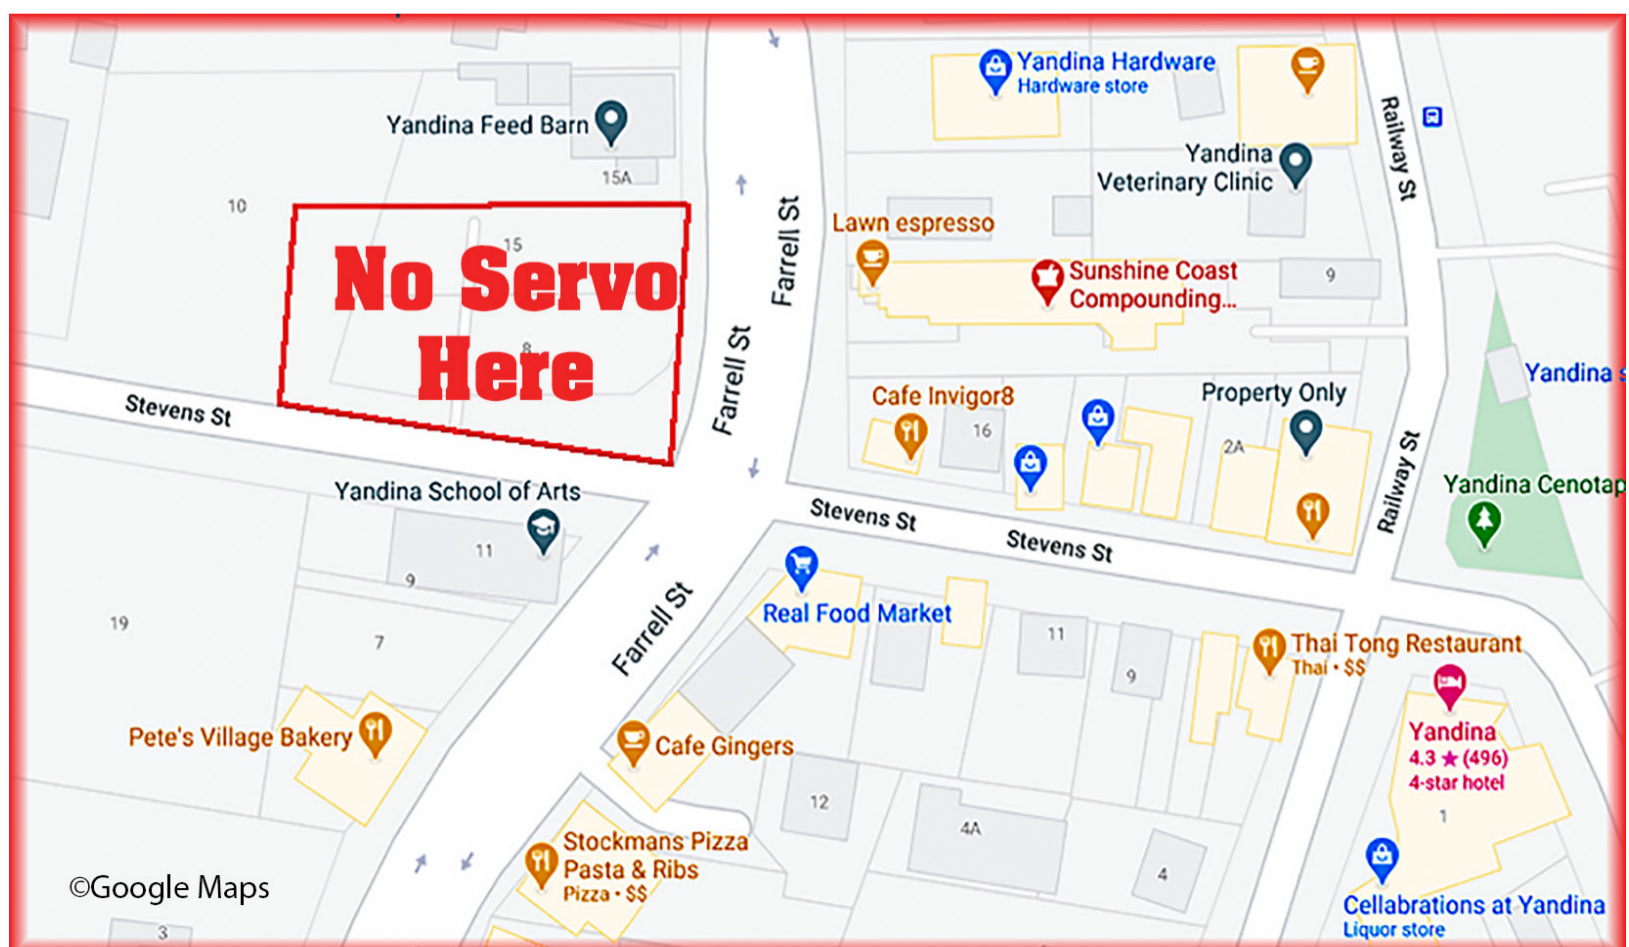 Yandina Hardware
Hardware store
Yandina Feed Barn
15A
Railway St
Yandina
Veterinary Clinic
10
Farrell St
Lawn espresso
15
No Servo
Here
8
Sunshine Coast
Compounding...
9
Farrell St
Yandina s
Stevens St
Cafe Invigor8
16
Property Only
2A
Railway St
Yandina Cenotap
Yandina School of Arts
11
9
Stevens St
Stevens St
Real Food Market
19
7
Farrell St
11
9
Thai Tong Restaurant
Thai • $$
Pete's Village Bakery
Cafe Gingers
Yandina
4.3 ★ (496)
4-star hotel
12
4A
1
Stockmans Pizza
Pasta & Ribs
Pizza • $$
4
©Google Maps
Cellabrations at Yandina
Liquor store
3